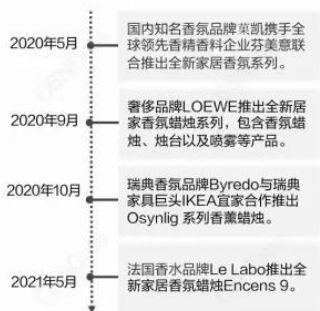 2020年5月
国内知名香氛品牌菓凯携手全
球领先香精香料企业芬美意联
合推出全新家居香氛系列。
2020年9月
奢侈品牌LOEWE推出全新居
家香氛蜡烛系列，包含香氛蜡
烛、烛台以及喷雾等产品。
2020年10月
瑞典香氛品牌Byredo与瑞典
家具巨头IKEA宜家合作推出
Osynlig 系列香薰蜡烛。
2021年5月
法国香水品牌Le Labo推出全
新家居香氛蜡烛Encens 9。